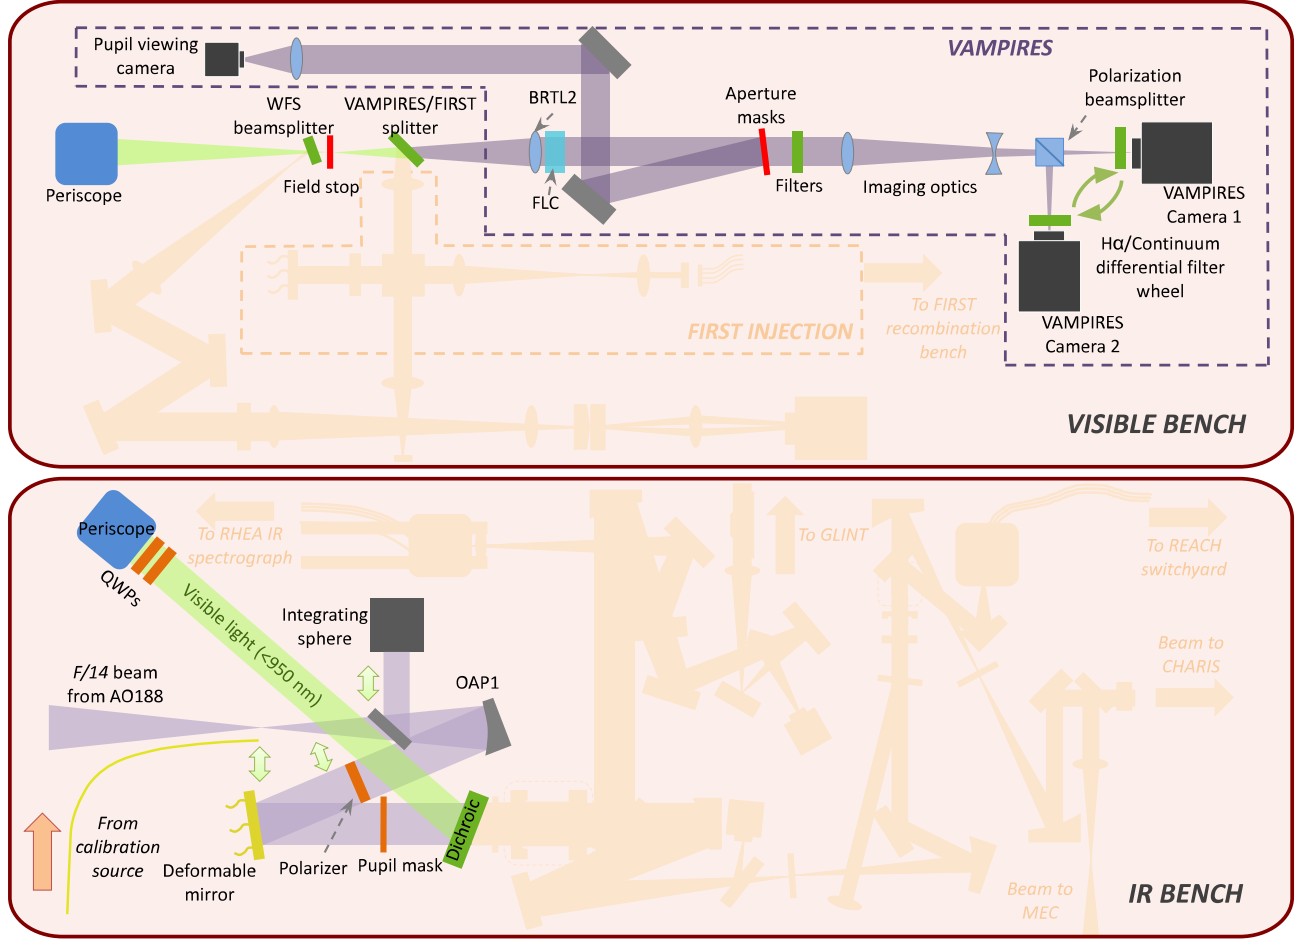 Pupil viewing
camera
VAMPIRES
Polarization
beamsplitter
WFS
beamsplitter
VAMPIRES/FIRST
splitter
BRTL2
Aperture
masks
Periscope
Field stop
FLC
Filters
Imaging optics
VAMPIRES
Camera 1
Hα/Continuum
differential filter
wheel
VAMPIRES
Camera 2
FIRST INJECTION
To FIRST
recombination
bench
VISIBLE BENCH
Periscope
QWPs
To RHEA IR
spectrograph
To GLINT
To REACH
switchyard
Visible light (<950 nm)
Integrating
sphere
F/14 beam
from AO188
OAP1
Beam to
CHARIS
From
calibration
source
Deformable
mirror
Polarizer
Pupil mask
Dichroic
Beam to
MEC
IR BENCH